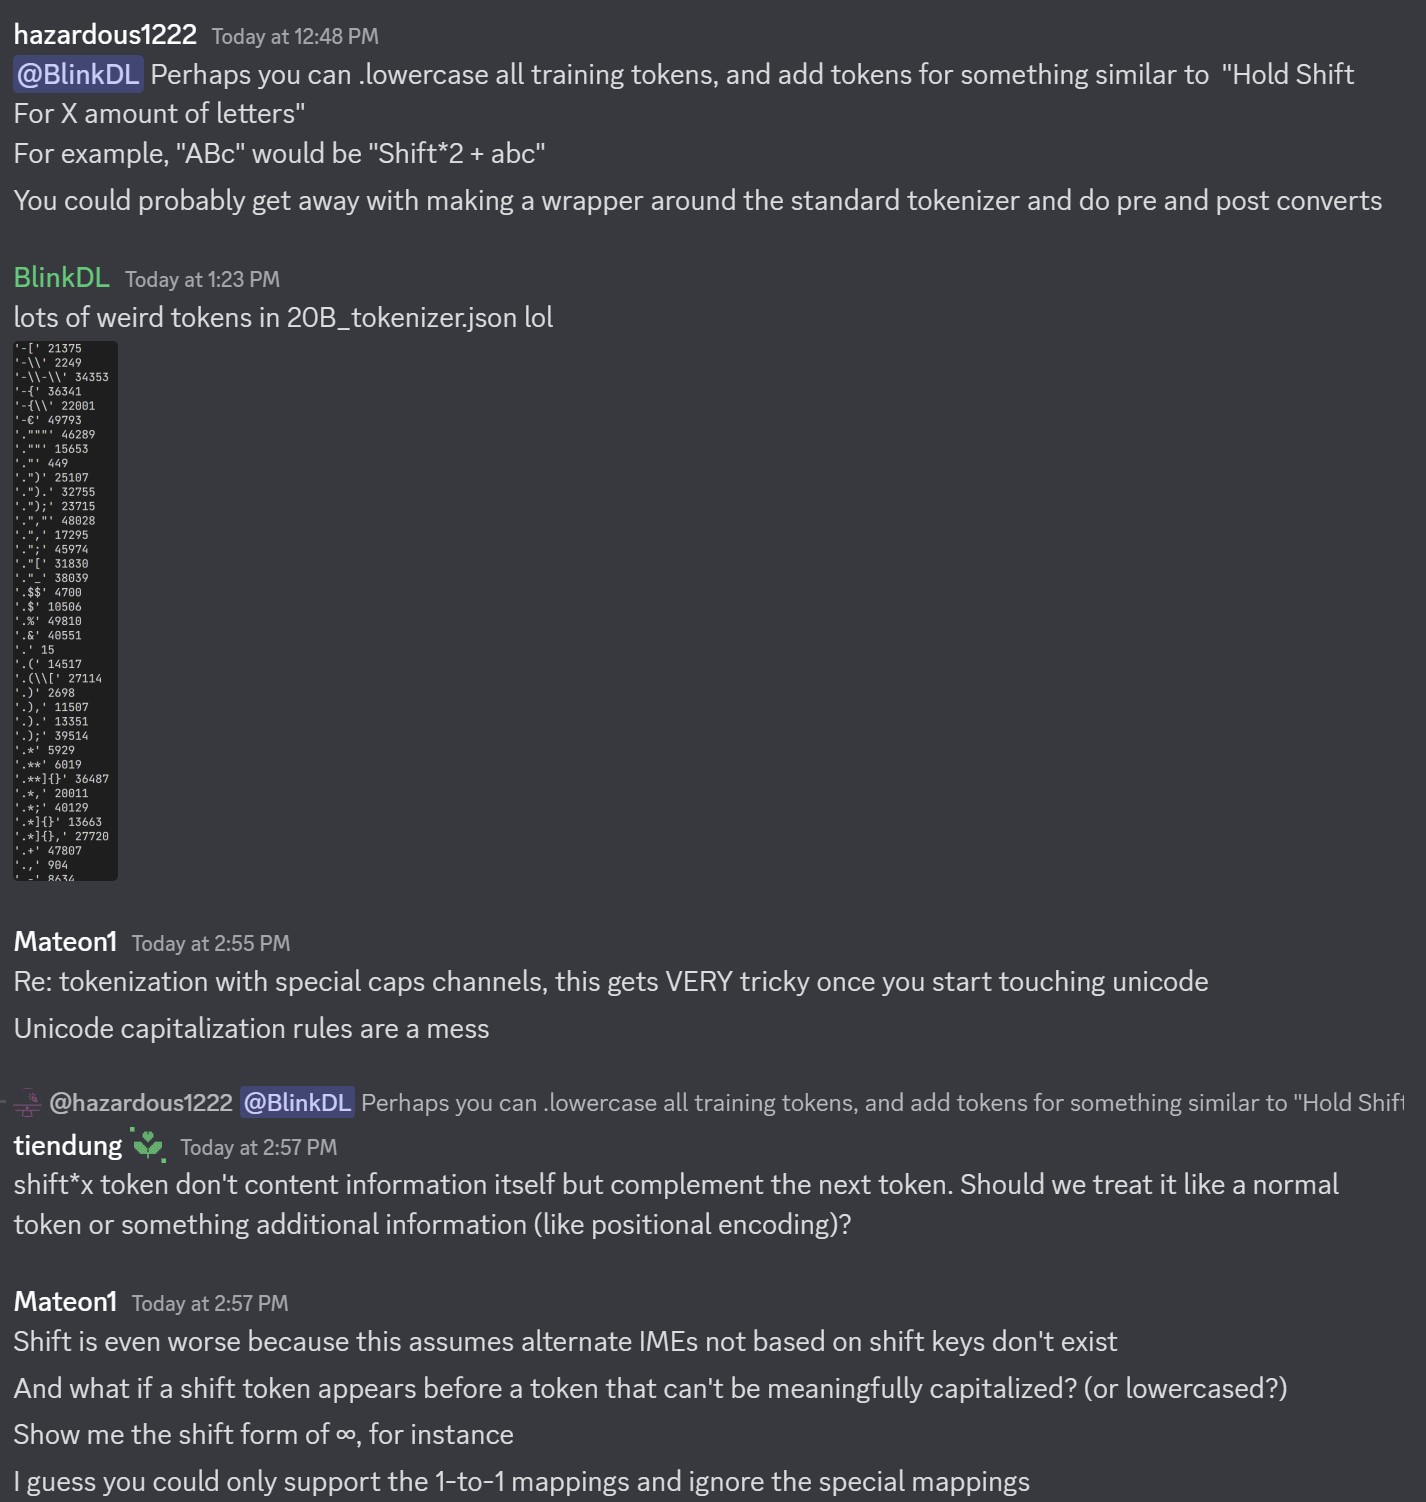 hazardous1222 Today at 12:48 PM
@BlinkDL Perhaps you can .lowercase all training tokens, and add tokens for something similar to "Hold Shift
For X amount of letters"
For example, "ABc" would be "Shift*2 + abc"
You could probably get away with making a wrapper around the standard tokenizer and do pre and post converts
BlinkDL Today at 1:23 PM
lots of weird tokens in 20B_tokenizer.json lol
'-[' 21375
'-\\' 2249
'-\\-\\' 34353
'-{' 36341
'-{\\' 22001
'-€' 49793
'."""' 46289
'.""' 15653
'."' 449
'.")' 25107
'.").' 32755
'.");' 23715
'.","' 48028
'.",' 17295
'.";' 45974
'."[' 31830
'."_' 38039
'.$$' 4700
'.$' 10506
'.%' 49810
'.&' 40551
'.' 15
'.(' 14517
'.(\\[' 27114
'.)' 2698
'.),' 11507
'.).' 13351
'.);' 39514
'.*' 5929
'.**' 6019
'.**]{}' 36487
'.*,' 20011
'.*;' 40129
'.*]{}' 13663
'.*]{},' 27720
'.+' 47807
'.,' 904
'.-' 8634
Mateon1 Today at 2:55 PM
Re: tokenization with special caps channels, this gets VERY tricky once you start touching unicode
Unicode capitalization rules are a mess
@hazardous1222 @BlinkDL Perhaps you can .lowercase all training tokens, and add tokens for something similar to "Hold Shift
tiendung Today at 2:57 PM
shift*x token don't content information itself but complement the next token. Should we treat it like a normal
token or something additional information (like positional encoding)?
Mateon1 Today at 2:57 PM
Shift is even worse because this assumes alternate IMEs not based on shift keys don't exist
And what if a shift token appears before a token that can't be meaningfully capitalized? (or lowercased?)
Show me the shift form of ∞, for instance
I guess you could only support the 1-to-1 mappings and ignore the special mappings